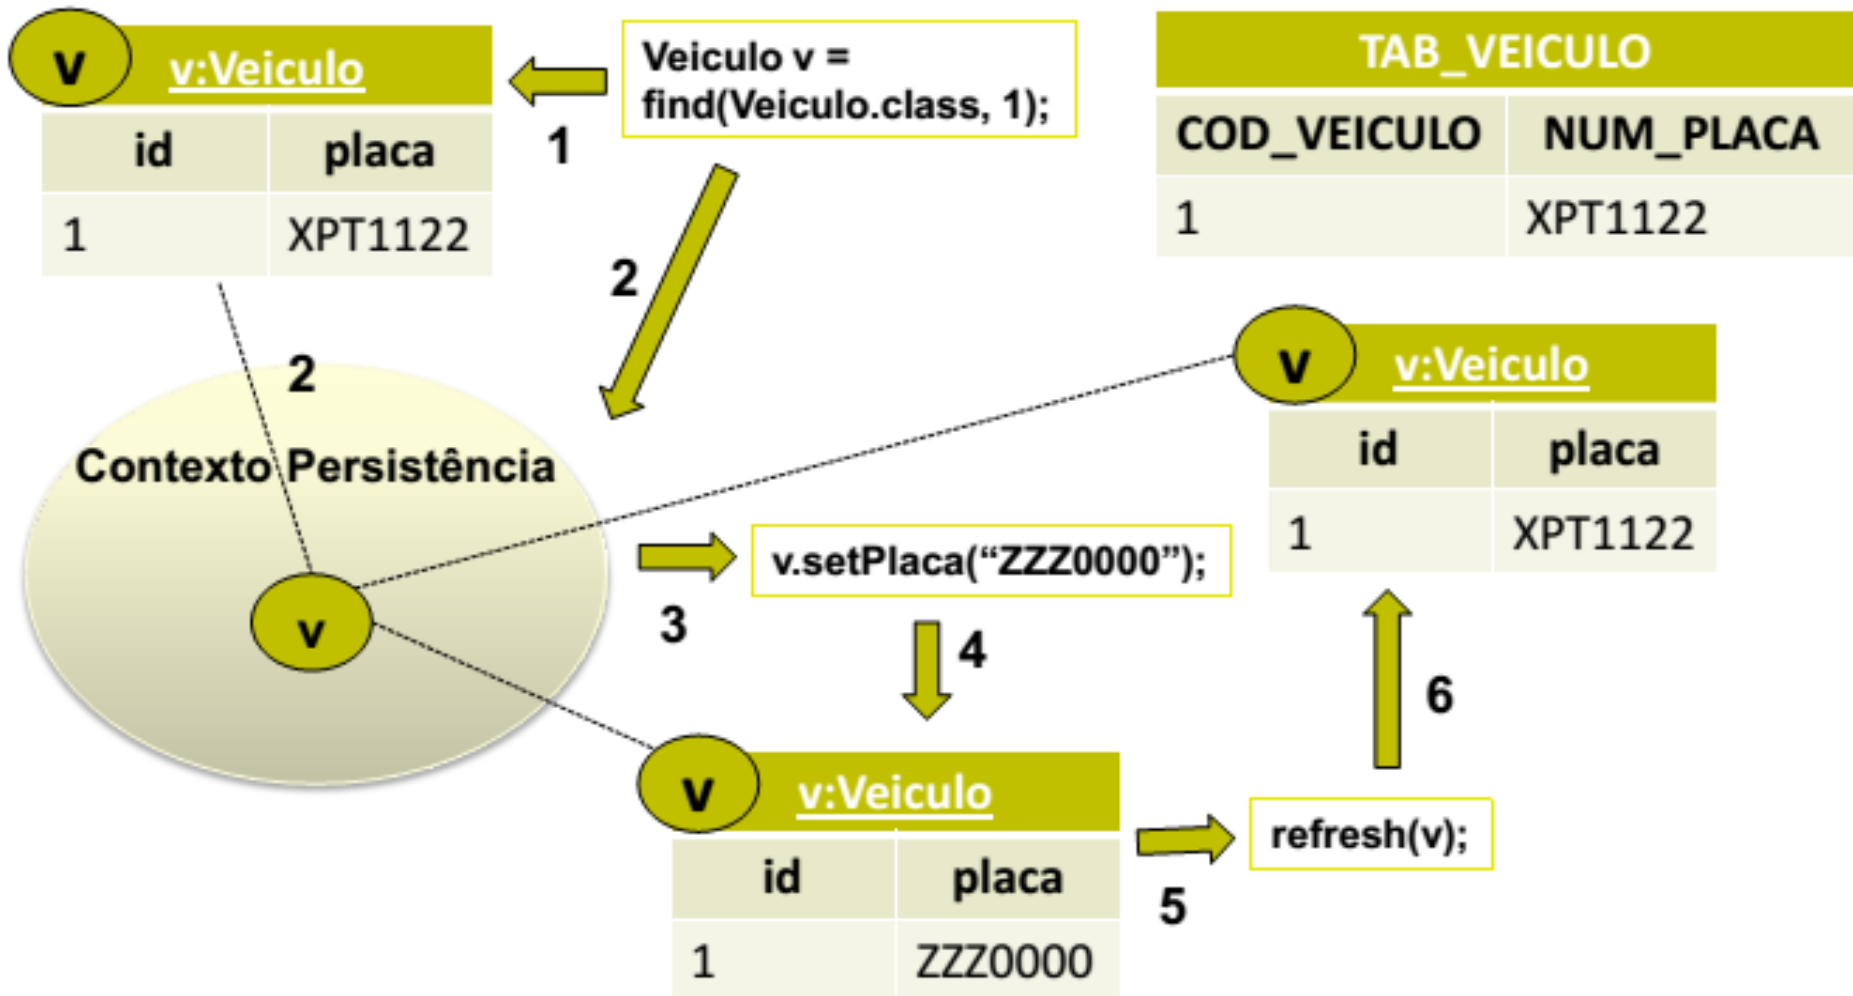 v
v:Veiculo
id placa
1 XPT1122
1
Veiculo v =
find(Veiculo.class, 1);
TAB_VEICULO
COD_VEICULO NUM_PLACA
1 XPT1122
2
2
Contexto Persistência
v
3
v.setPlaca(“ZZZ0000”);
4
v
v:Veiculo
id placa
1 XPT1122
v
v:Veiculo
id placa
1 ZZZ0000
5
refresh(v);
6